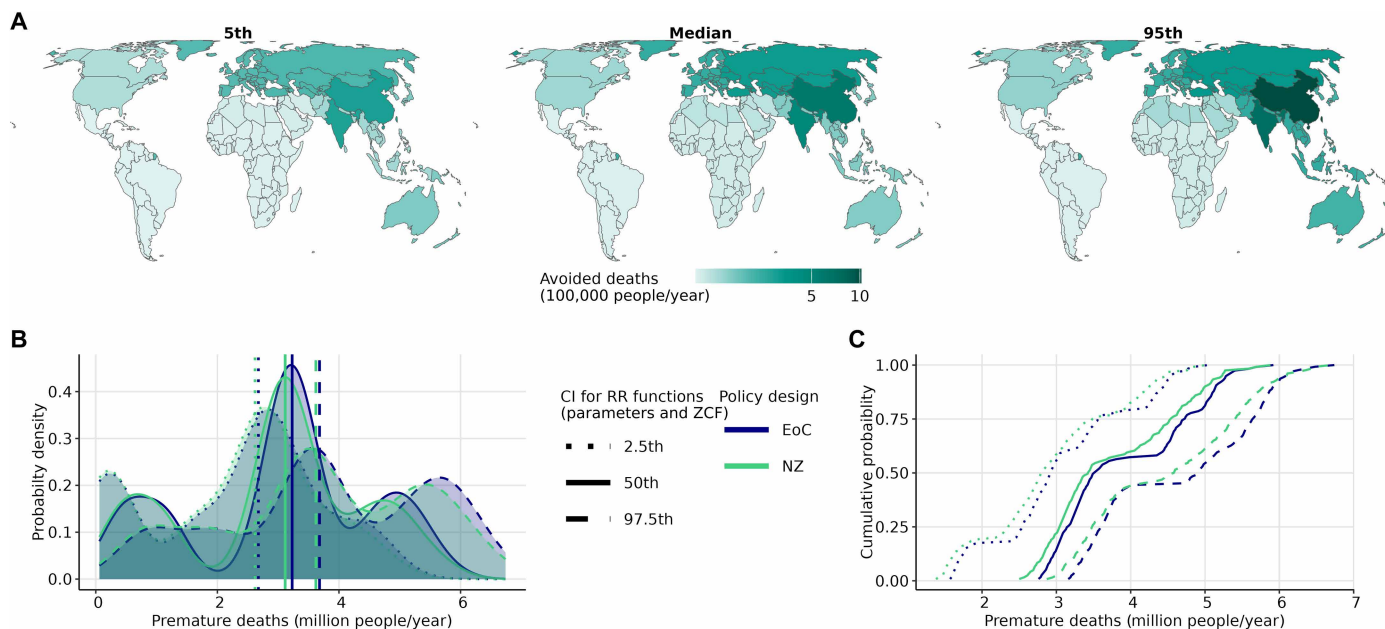 A
5th
Median
95th
Avoided deaths
(100,000 people/year)
5
10
B
0.4
0.3
0.2
0.1
0.0
Probability density
0
2
4
6
Premature deaths (million people/year)
CI for RR functions
(parameters and ZCF)
2.5th
50th
97.5th
Policy design
EoC
NZ
C
1.00
0.75
0.50
0.25
0.00
Cumulative probaiblity
2
3
4
5
6
7
Premature deaths (million people/year)